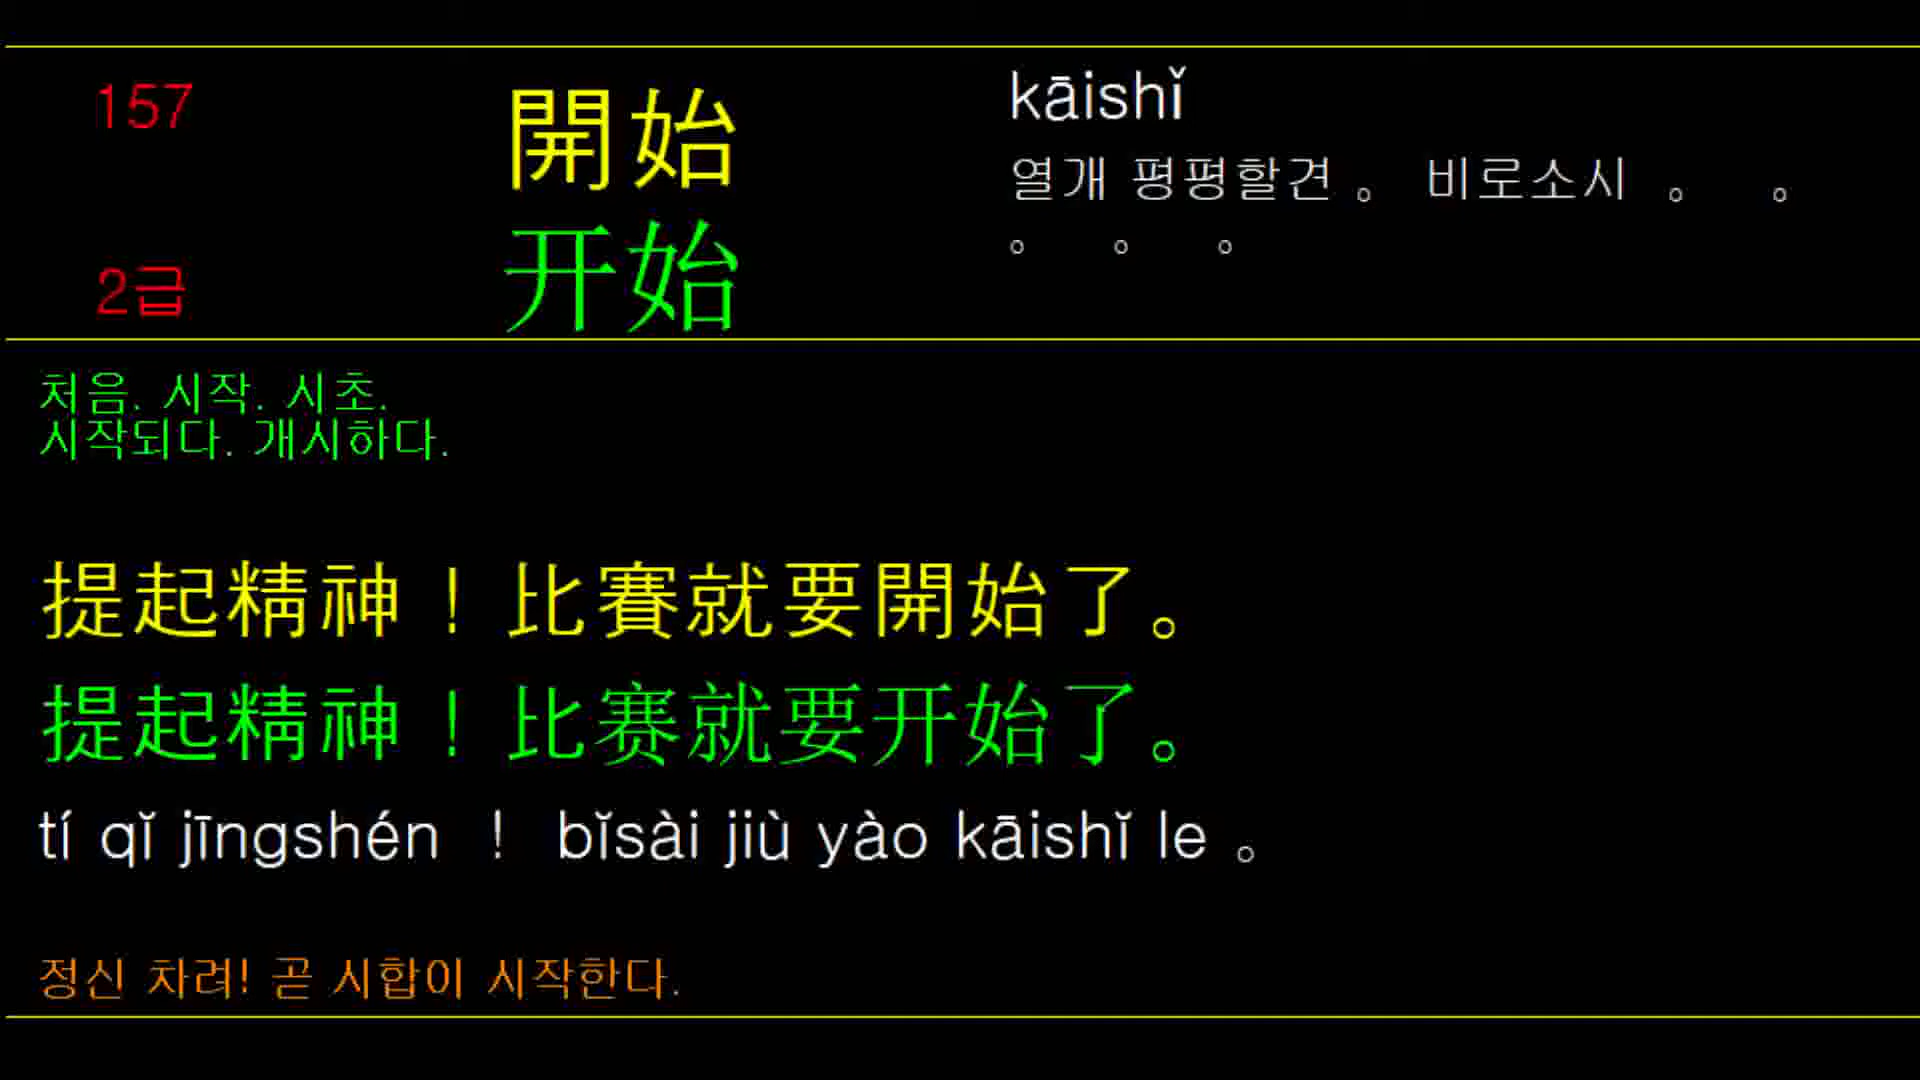 157
2급
開始
开始
kāishǐ
열개 평평할견 。 비로소시 。 。
。 。 。
처음. 시작. 시초.
시작되다. 개시하다.
提起精神！比賽就要開始了。
提起精神！比赛就要开始了。
tí qǐ jīngshén ！ bǐsài jiù yào kāishǐ le 。
정신 차려! 곧 시합이 시작한다.